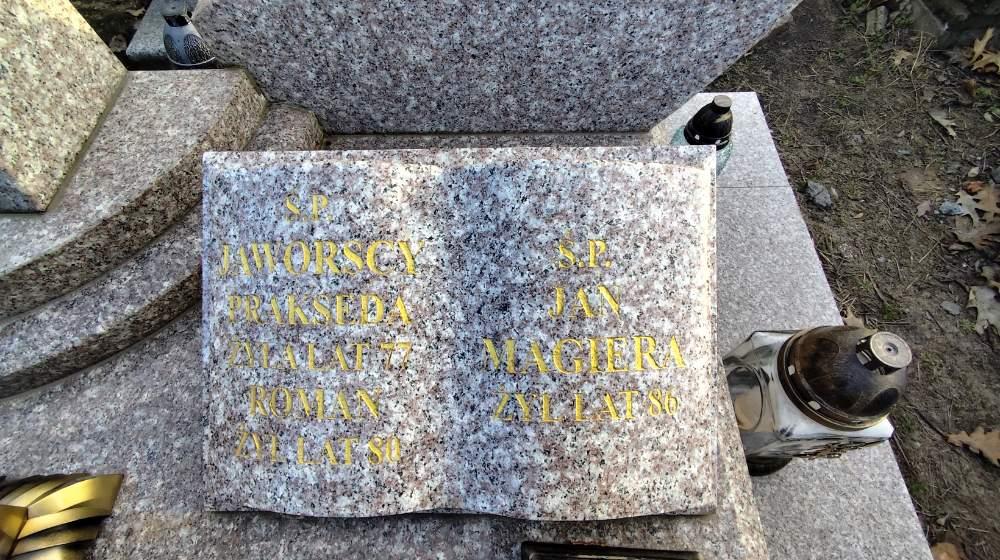 Ś.P.
JAWORSCY
PRAKSEDA
ŻYŁA LAT 77
ROMAN
ŻYŁ LAT 80
Ś.P.
JAN
MAGIERA
ŻYŁ LAT 86